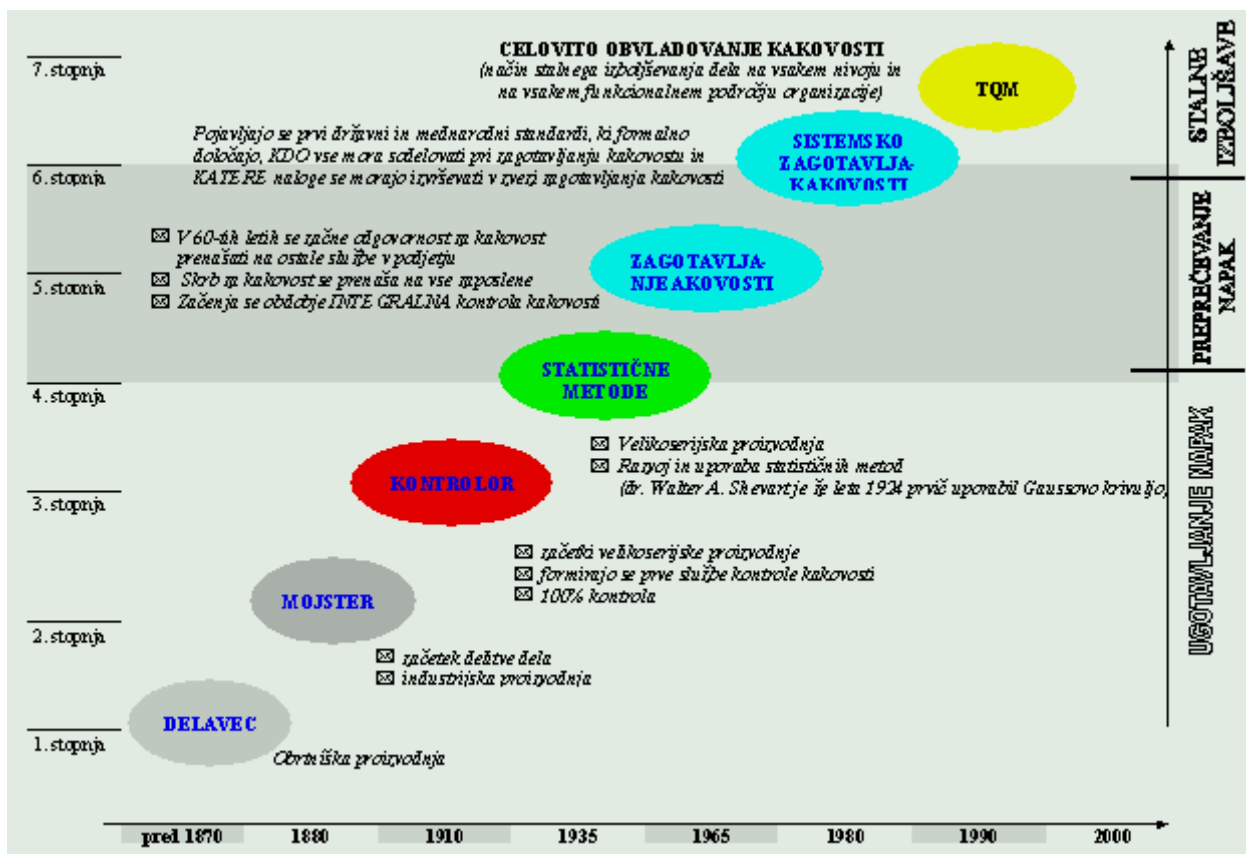 CELOVITO OBVLADOVANJE KAKOVOSTI
(način stalnega izboljševanja dela na vsakem nivoju in
na vsakem funkcionalnem področju organizacije)
7. stopnja
TQM
STALNE
IZBOLJŠAVE
Pojavljajo se prvi državni in mednarodni standardi, ki formalno
določajo, KDO vse mora sodelovati pri zagotavljanju kakovostu in
KATERE naloge se morajo izvrševati v zvezi zagotavljanja kakovosti
SISTEMSKO
ZAGOTAVLJA-
KAKOVOSTI
6. stopnja
V 60-tih letih se začne odgovornost za kakovost
prenašati na ostale službe v podjetju
Skrb za kakovost se prenaša na vse zaposlene
Začenja se obdobje INTEGRALNA kontrola kakovosti
ZAGOTAVLJA-
NJE AKOVOSTI
5. stopnja
PREPREČEVANJE
NAPAK
STATISTIČNE
METODE
4. stopnja
Velikoserijska proizvodnja
Razvoj in uporaba statističnih metod
(dr. Walter A. Shevart je že leta 1924 prvič uporabil Gaussovo krivuljo)
KONTROLOR
3. stopnja
začetki velikoserijske proizvodnje
formirajo se prve službe kontrole kakovosti
100% kontrola
UGOTAVLJANJE NAPAK
MOJSTER
2. stopnja
začetek delitve dela
industrijska proizvodnja
DELAVEC
1. stopnja
Obrtniška proizvodnja
pred 1870 1880 1910 1935 1965 1980 1990 2000